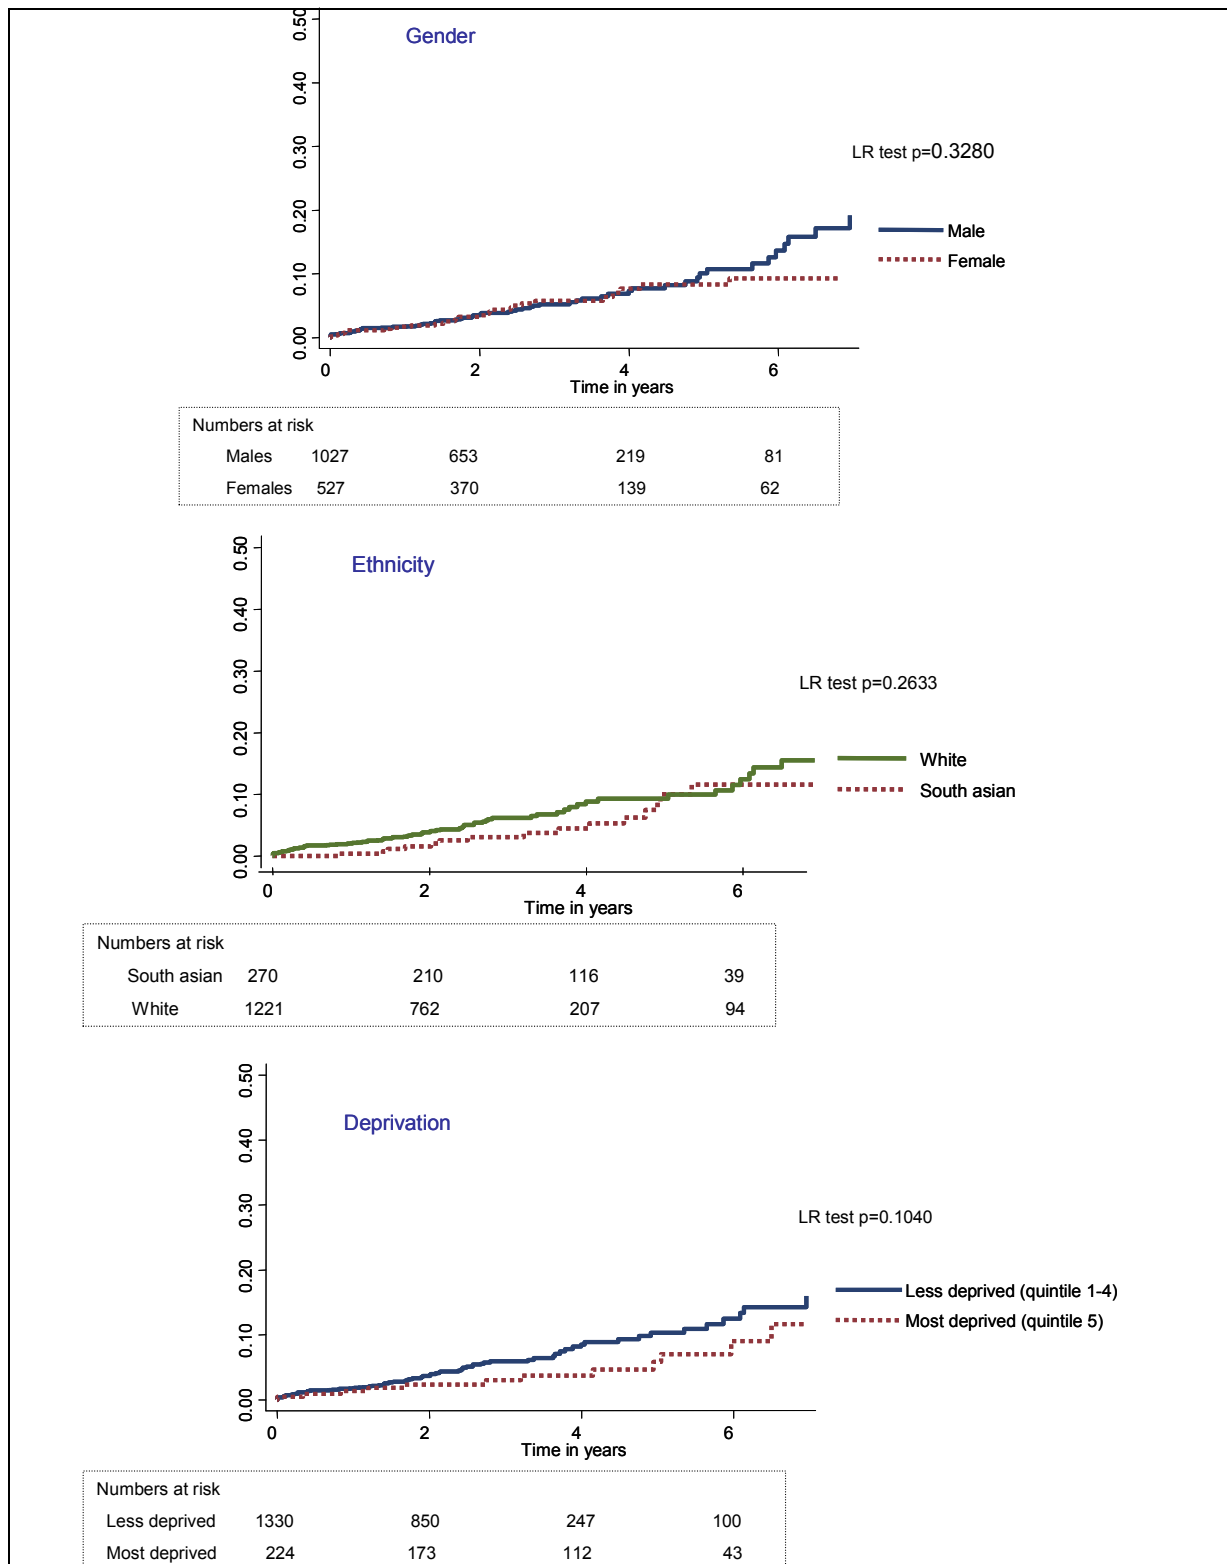 Gender
0.50
0.40
0.30
0.20
0.10
0.00
LR test p=0.3280
Male
Female
0 2 4 6
Time in years
Numbers at risk
Males 1027 653 219 81
Females 527 370 139 62
Ethnicity
0.50
0.40
0.30
0.20
0.10
0.00
LR test p=0.2633
White
South asian
0 2 4 6
Time in years
Numbers at risk
South asian 270 210 116 39
White 1221 762 207 94
Deprivation
0.50
0.40
0.30
0.20
0.10
0.00
LR test p=0.1040
Less deprived (quintile 1-4)
Most deprived (quintile 5)
0 2 4 6
Time in years
Numbers at risk
Less deprived 1330 850 247 100
Most deprived 224 173 112 43